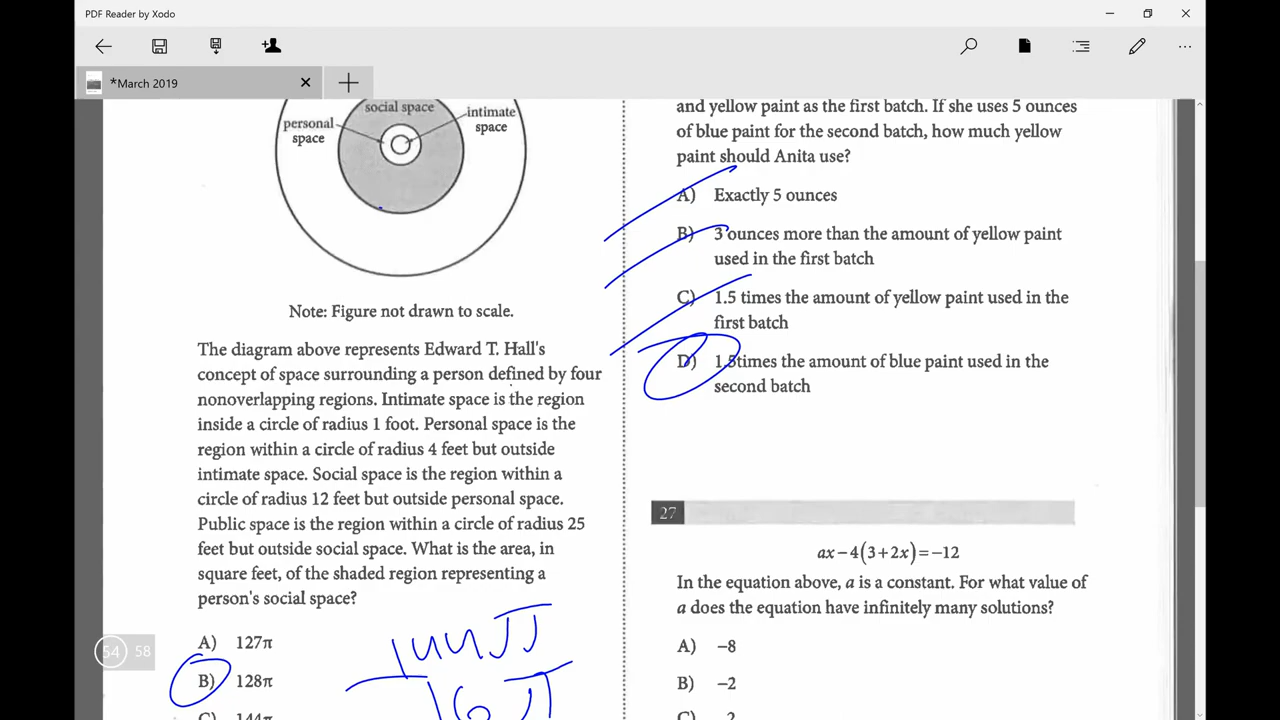 PDF Reader by Xodo
*March 2019
social space
personal
space
intimate
space
Note: Figure not drawn to scale.
The diagram above represents Edward T. Hall's
concept of space surrounding a person defined by four
nonoverlapping regions. Intimate space is the region
inside a circle of radius 1 foot. Personal space is the
region within a circle of radius 4 feet but outside
intimate space. Social space is the region within a
circle of radius 12 feet but outside personal space.
Public space is the region within a circle of radius 25
feet but outside social space. What is the area, in
square feet, of the shaded region representing a
person's social space?
A) 127π
B) 128π
C) 144π
144π
16π
54 58
and yellow paint as the first batch. If she uses 5 ounces
of blue paint for the second batch, how much yellow
paint should Anita use?
A) Exactly 5 ounces
B) 3 ounces more than the amount of yellow paint
used in the first batch
C) 1.5 times the amount of yellow paint used in the
first batch
D) 1.5 times the amount of blue paint used in the
second batch
27
ax − 4(3 + 2x) = −12
In the equation above, a is a constant. For what value of
a does the equation have infinitely many solutions?
A) −8
B) −2
C) 2